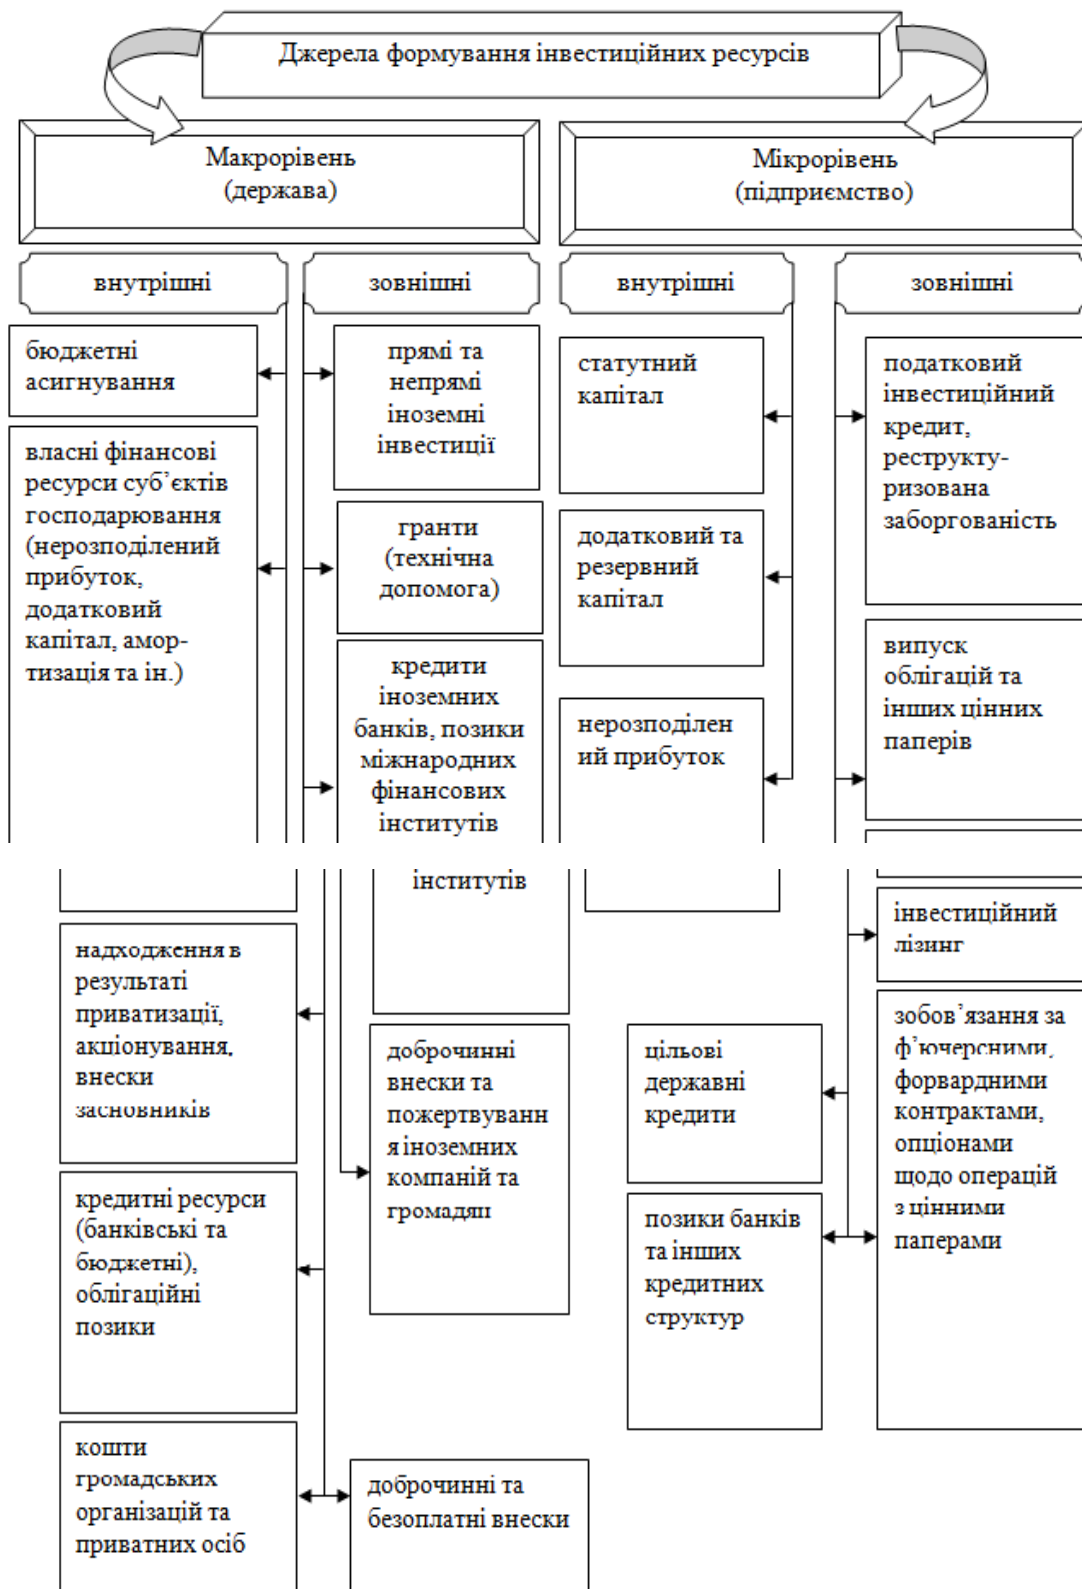 Джерела формування інвестиційних ресурсів
Макрорівень
(держава)
Мікрорівень
(підприємство)
внутрішні
зовнішні
внутрішні
зовнішні
бюджетні
асигнування
власні фінансові
ресурси суб’єктів
господарювання
(нерозподілений
прибуток,
додатковий
капітал, амор-
тизація та ін.)
прямі та
непрямі
іноземні
інвестиції
гранти
(технічна
допомога)
кредити
іноземних
банків, позики
міжнародних
фінансових
інститутів
статутний
капітал
додатковий та
резервний
капітал
нерозподілен
ий прибуток
податковий
інвестиційний
кредит,
реструкту-
ризована
заборгованість
випуск
облігацій та
інших цінних
паперів
інститутів
надходження в
результаті
приватизації,
акціонування,
внески
засновників
кредитні ресурси
(банківські та
бюджетні),
облігаційні
позики
кошти
громадських
організацій та
приватних осіб
доброчинні
внески та
пожертвуванн
я іноземних
компаній та
громадян
доброчинні та
безоплатні внески
цільові
державні
кредити
позики банків
та інших
кредитних
структур
інвестиційний
лізинг
зобов’язання за
ф’ючерсними,
форвардними
контрактами,
опціонами
щодо операцій
з цінними
паперами